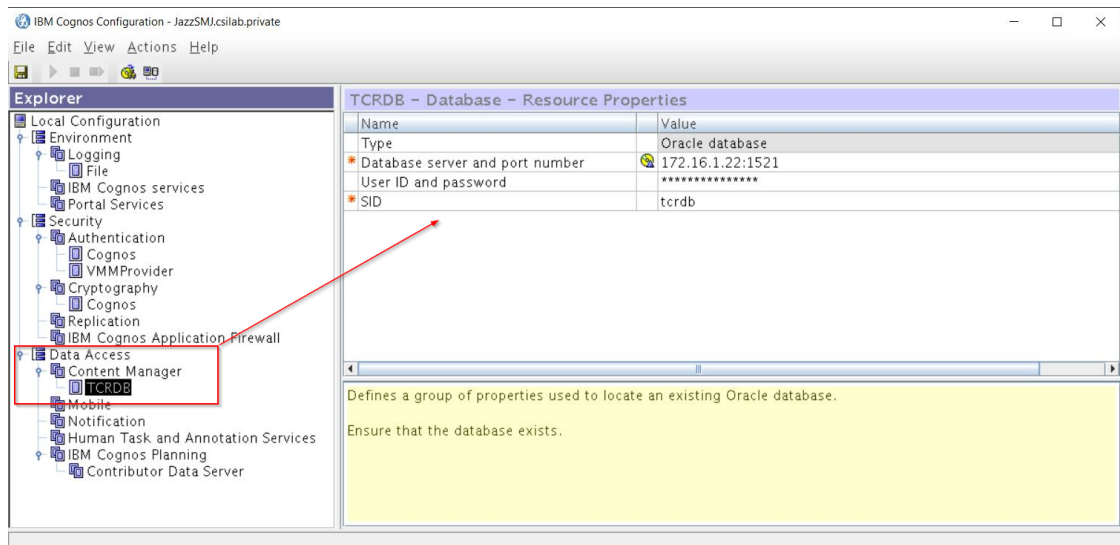 IBM Cognos Configuration - JazzSMJ.csilab.private
File Edit View Actions Help
Explorer
Local Configuration
Environment
Logging
File
IBM Cognos services
Portal Services
Security
Authentication
Cognos
VMMProvider
Cryptography
Cognos
Replication
IBM Cognos Application Firewall
Data Access
Content Manager
TCRDB
Mobile
Notification
Human Task and Annotation Services
IBM Cognos Planning
Contributor Data Server
TCRDB - Database - Resource Properties
Name Value
Type Oracle database
* Database server and port number 172.16.1.22:1521
User ID and password ***************
* SID tcrdb
Defines a group of properties used to locate an existing Oracle database.
Ensure that the database exists.